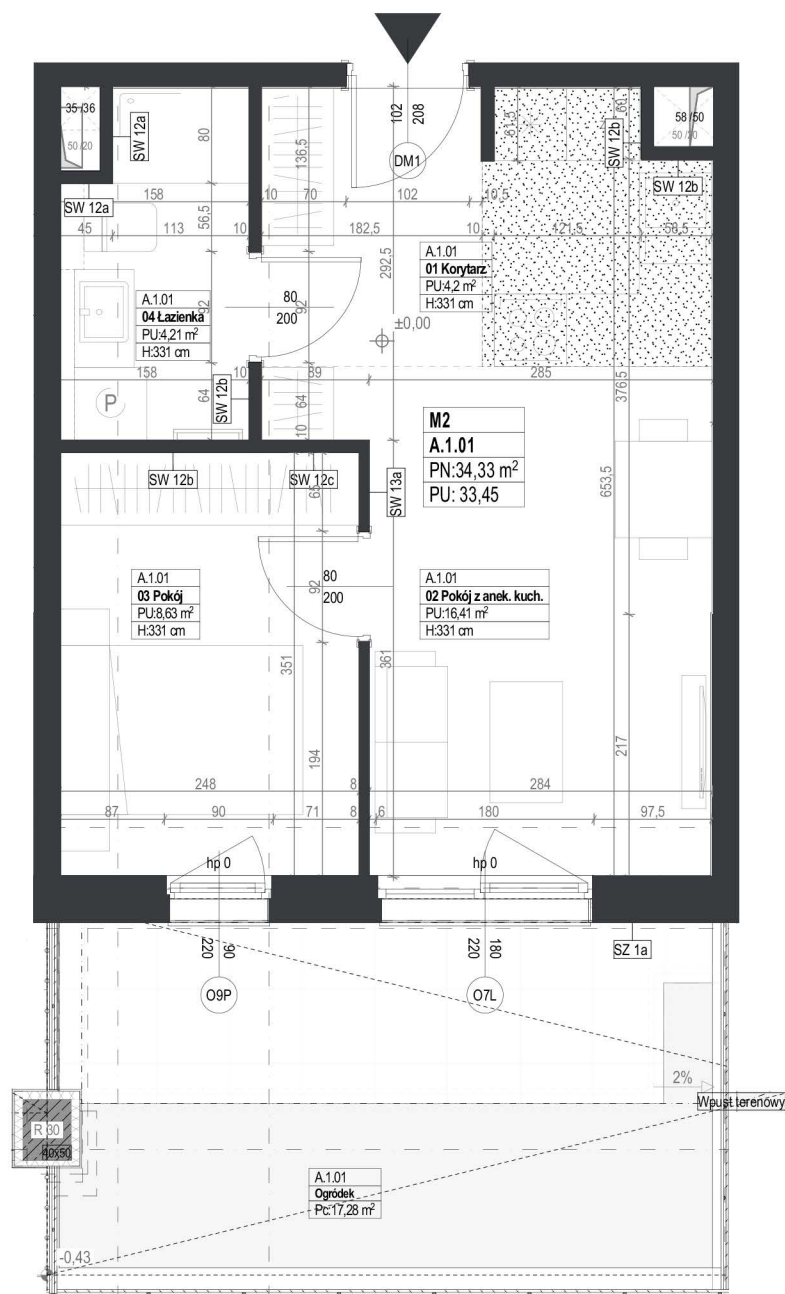 35/36
50/20
SW 12a
80
102
208
DM1
136,5
61,5
60
SW 12b
58/50
50/20
SW 12b
SW 12a
158
10
70
102
10,5
56,5
45
113
10
182,5
10
121,5
58,5
A.1.01
01 Korytarz
PU:4,2 m²
H:331 cm
292,5
±0,00
80
200
92
92
A.1.01
04 Łazienka
PU:4,21 m²
H:331 cm
158
10
89
285
376,5
P
64
SW 12b
64
10
M2
A.1.01
PN:34,33 m²
PU: 33,45
653,5
SW 12b
SW 12c
65
SW 13a
A.1.01
03 Pokój
PU:8,63 m²
H:331 cm
92
80
200
A.1.01
02 Pokój z anek. kuch.
PU:16,41 m²
H:331 cm
351
361
194
217
248
8
284
87
90
71
8
6
180
97,5
hp 0
hp 0
90
220
180
220
SZ 1a
O9P
O7L
2%
Wpust terenowy
R 30
40x50
A.1.01
Ogródek
Pc:17,28 m²
-0,43